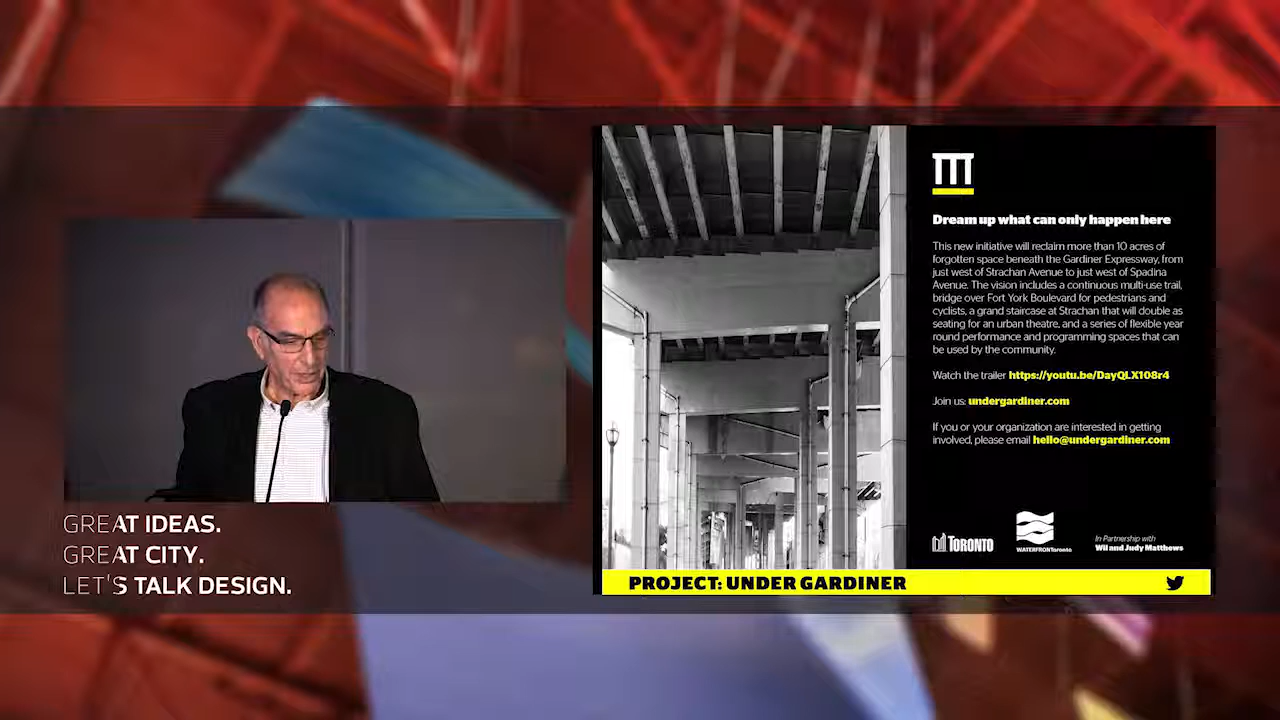 GREAT IDEAS.
GREAT CITY.
LET'S TALK DESIGN.
Dream up what can only happen here
This new initiative will reclaim more than 10 acres of
forgotten space beneath the Gardiner Expressway, from
just west of Strachan Avenue to just west of Spadina
Avenue. The vision includes a continuous multi-use trail,
bridge over Fort York Boulevard for pedestrians and
cyclists, a grand staircase at Strachan that will double as
seating for an urban theatre, and a series of flexible year
round performance and programming spaces that can
be used by the community.
Watch the trailer https://youtu.be/DayQLX108r4
Join us: undergardiner.com
If you or your organization are interested in getting
involved, please email hello@undergardiner.com
TORONTO
WATERFRONToronto
In Partnership with
Wil and Judy Matthews
PROJECT: UNDER GARDINER